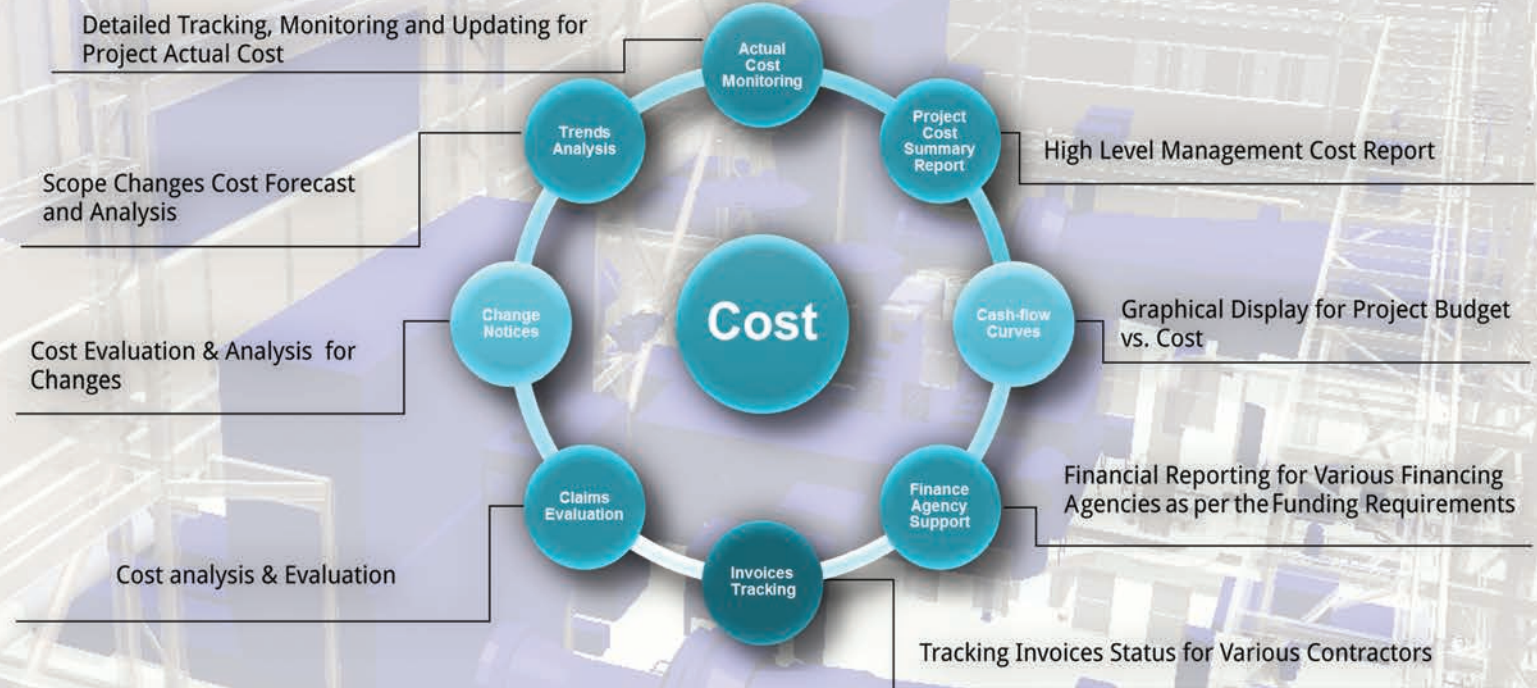 Detailed Tracking, Monitoring and Updating for
Project Actual Cost
Actual
Cost
Monitoring
Project
Cost
Summary
Report
High Level Management Cost Report
Trends
Analysis
Scope Changes Cost Forecast
and Analysis
Cost
Cash-flow
Curves
Graphical Display for Project Budget
vs. Cost
Change
Notices
Cost Evaluation & Analysis for
Changes
Finance
Agency
Support
Financial Reporting for Various Financing
Agencies as per the Funding Requirements
Claims
Evaluation
Cost analysis & Evaluation
Invoices
Tracking
Tracking Invoices Status for Various Contractors